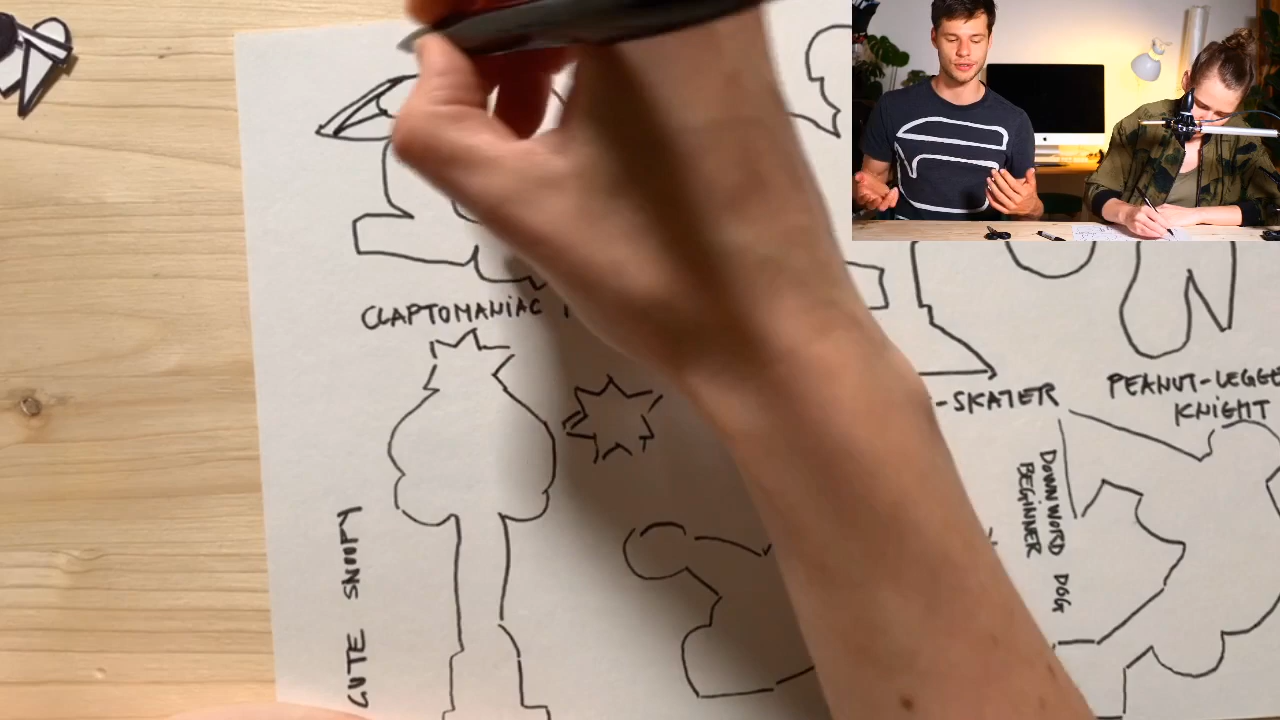 CLAPTOMANIAC
-SKATER
PEANUT-LEGGE
KNIGHT
DOWNWORD DOG
BEGINNER
CUTE SNOOPY